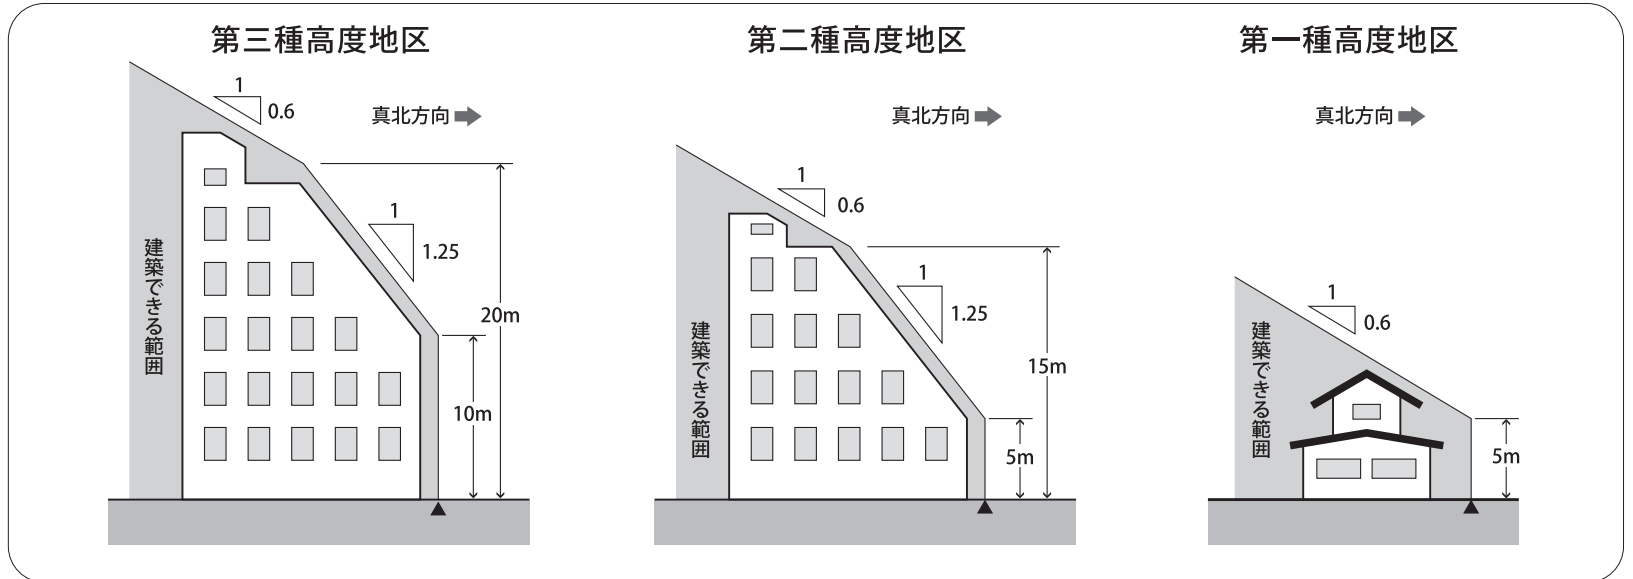 第三種高度地区
1
0.6
真北方向
1
1.25
建築できる範囲
20m
10m
第二種高度地区
真北方向
1
0.6
1
1.25
建築できる範囲
15m
5m
第一種高度地区
真北方向
1
0.6
建築できる範囲
5m